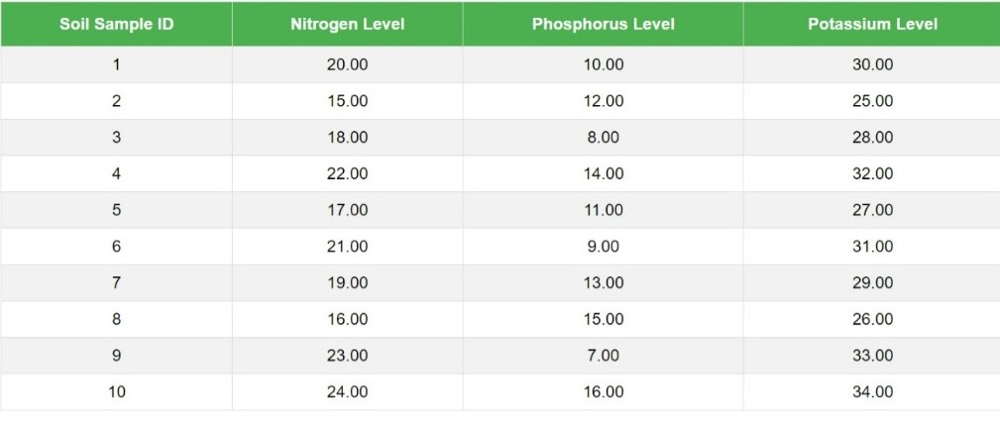 Soil Sample ID Nitrogen Level Phosphorus Level Potassium Level
1 20.00 10.00 30.00
2 15.00 12.00 25.00
3 18.00 8.00 28.00
4 22.00 14.00 32.00
5 17.00 11.00 27.00
6 21.00 9.00 31.00
7 19.00 13.00 29.00
8 16.00 15.00 26.00
9 23.00 7.00 33.00
10 24.00 16.00 34.00